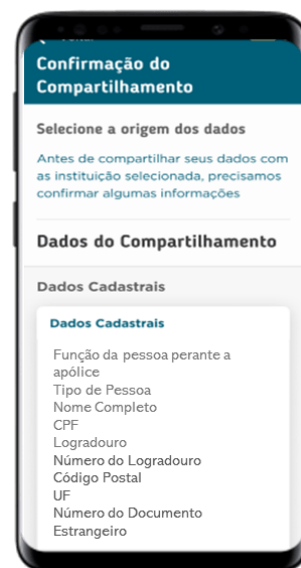 Confirmação do
Compartilhamento
Selecione a origem dos dados
Antes de compartilhar seus dados com
as instituição selecionada, precisamos
confirmar algumas informações
Dados do Compartilhamento
Dados Cadastrais
Dados Cadastrais
Função da pessoa perante a
apólice
Tipo de Pessoa
Nome Completo
CPF
Logradouro
Número do Logradouro
Código Postal
UF
Número do Documento
Estrangeiro